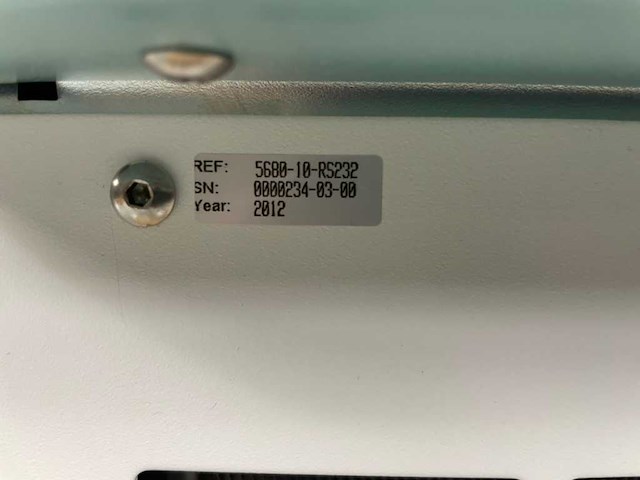 REF: 5680-10-RS232
SN: 0000234-03-00
Year: 2012